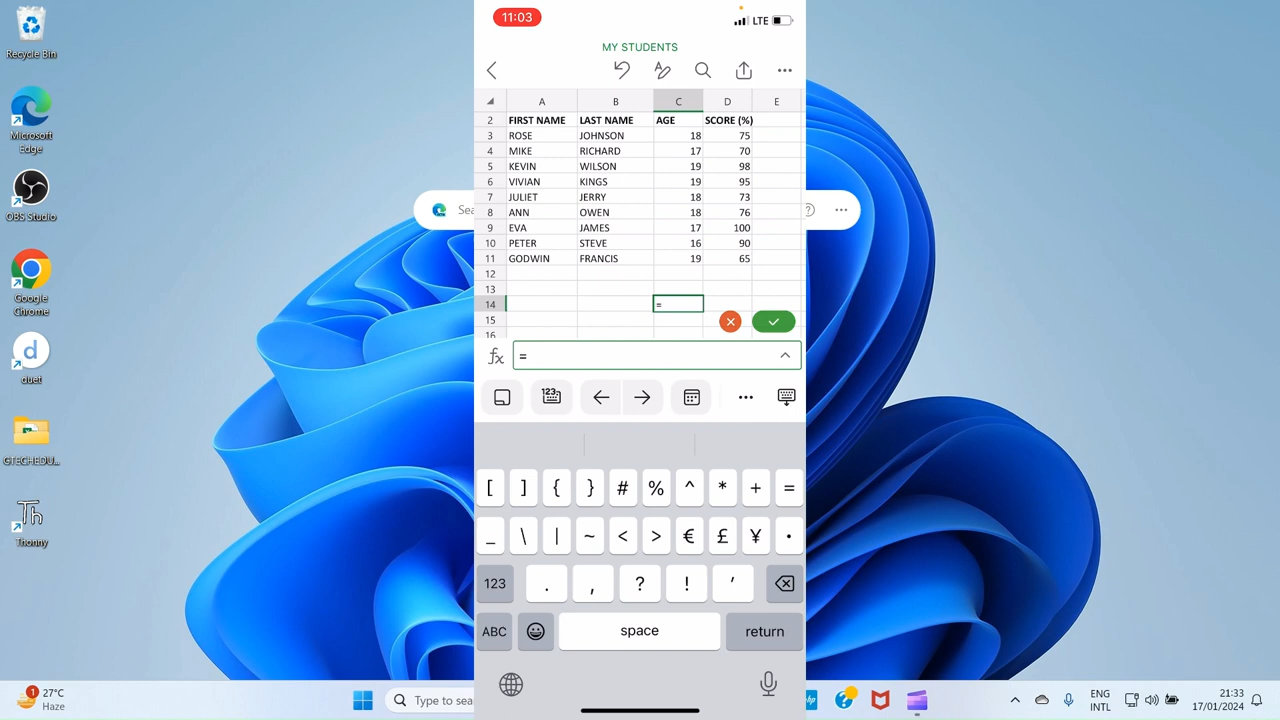 Recycle Bin
Microsoft
Edge
OBS Studio
Google
Chrome
duet
GTECHEDU...
Thonny
Sea
11:03
LTE
MY STUDENTS
A B C D E
2 FIRST NAME LAST NAME AGE SCORE (%)
3 ROSE JOHNSON 18 75
4 MIKE RICHARD 17 70
5 KEVIN WILSON 19 98
6 VIVIAN KINGS 19 95
7 JULIET JERRY 18 73
8 ANN OWEN 18 76
9 EVA JAMES 17 100
10 PETER STEVE 16 90
11 GODWIN FRANCIS 19 65
12
13
14 =
15
16
fx =
123
[ ] { } # % ^ * + =
_ \ | ~ < > € £ ¥ •
123 . , ? ! ′
ABC space return
1
27°C
Haze
Type to sea
hp
ENG
INTL
21:33
17/01/2024